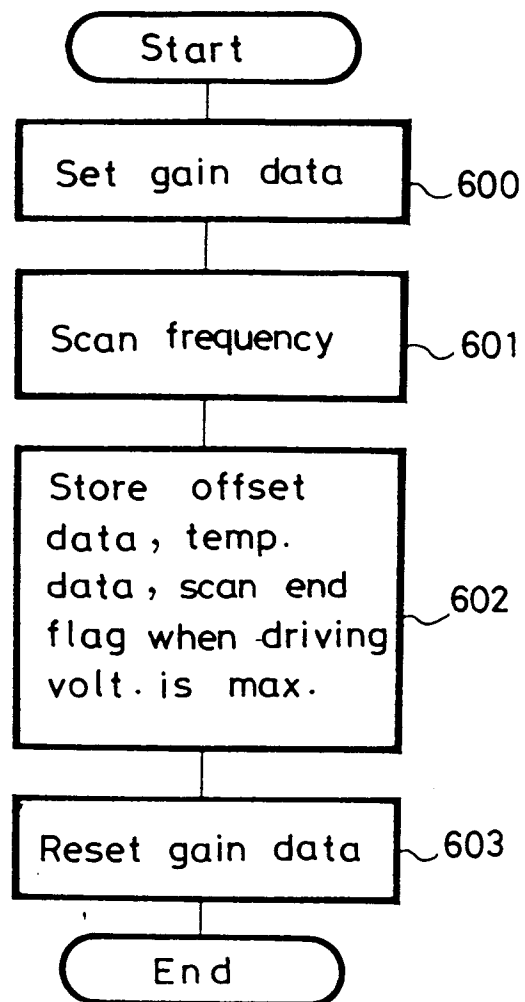 Start
Set gain data
600
Scan frequency
601
Store offset
data, temp.
data, scan end
flag when driving
volt. is max.
602
Reset gain data
603
End